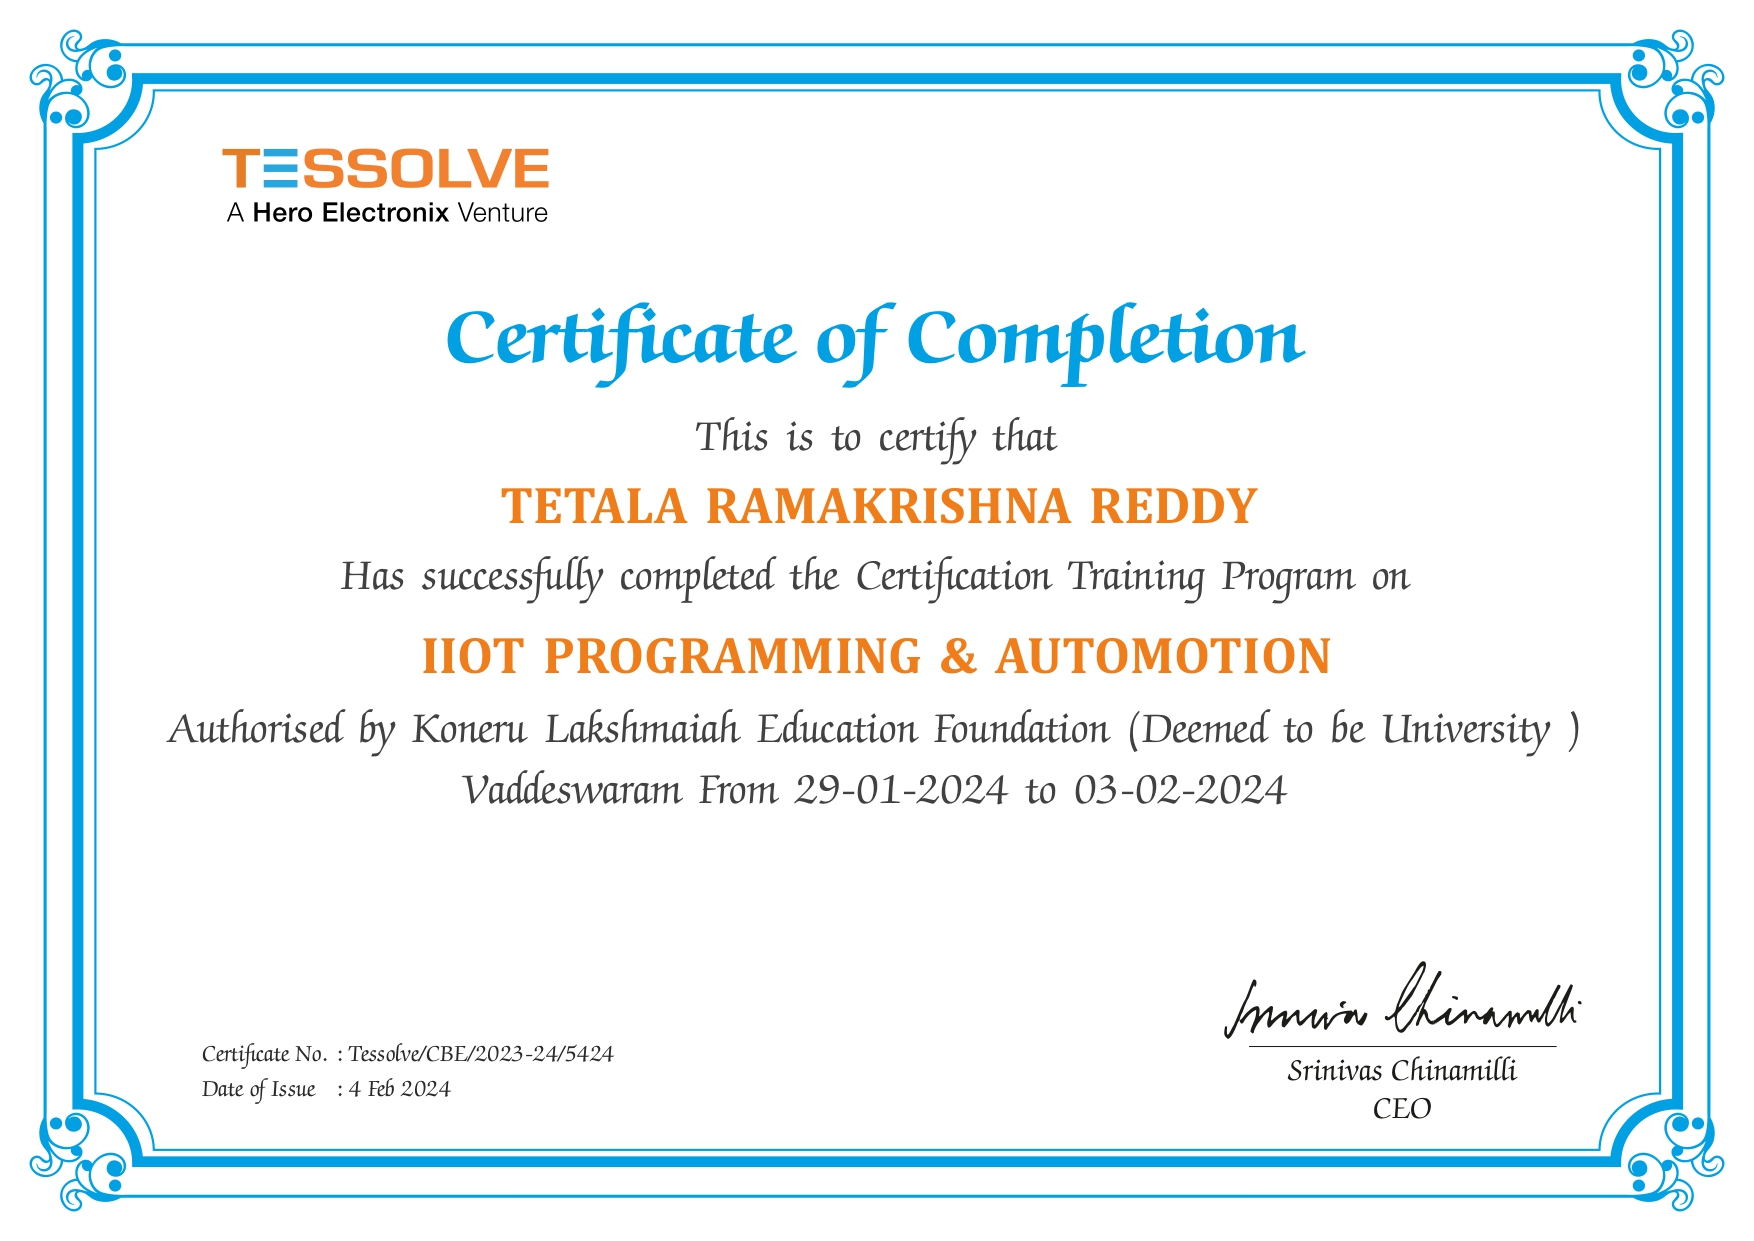 TESSOLVE
A Hero Electronix Venture
Certificate of Completion
This is to certify that
TETALA RAMAKRISHNA REDDY
Has successfully completed the Certification Training Program on
IIOT PROGRAMMING & AUTOMOTION
Authorised by Koneru Lakshmaiah Education Foundation (Deemed to be University )
Vaddeswaram From 29-01-2024 to 03-02-2024
Srinivas Chinamilli
Certificate No. : Tessolve/CBE/2023-24/5424
Date of Issue : 4 Feb 2024
Srinivas Chinamilli
CEO